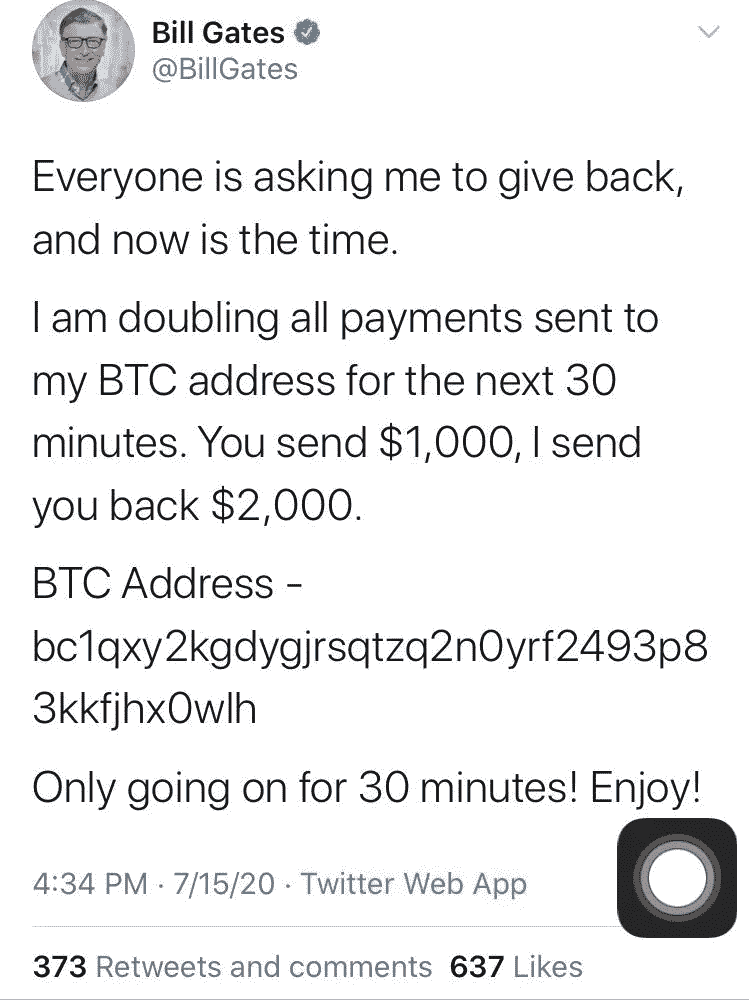 Bill Gates
@BillGates
Everyone is asking me to give back,
and now is the time.
I am doubling all payments sent to
my BTC address for the next 30
minutes. You send $1,000, I send
you back $2,000.
BTC Address -
bc1qxy2kgdygjrsqtzq2n0yrf2493p8
3kkfjhx0wlh
Only going on for 30 minutes! Enjoy!
4:34 PM · 7/15/20 · Twitter Web App
373 Retweets and comments 637 Likes